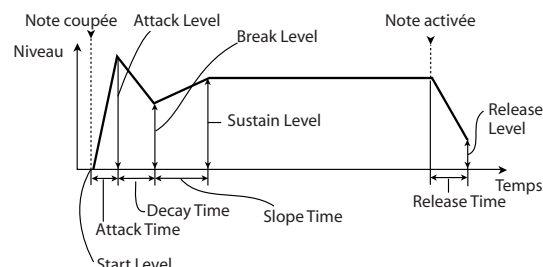 Note coupée
Attack Level
Note activée
Break Level
Niveau
Sustain Level
Release
Level
Temps
Decay Time
Slope Time
Release Time
Attack Time
Start Level